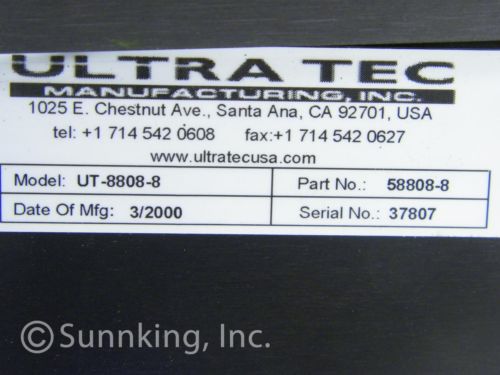 ULTRA TEC
MANUFACTURING, INC.
1025 E. Chestnut Ave., Santa Ana, CA 92701, USA
tel: +1 714 542 0608 fax:+1 714 542 0627
www.ultratecusa.com
Model: UT-8808-8 Part No.: 58808-8
Date Of Mfg: 3/2000 Serial No.: 37807
© Sunnking, Inc.